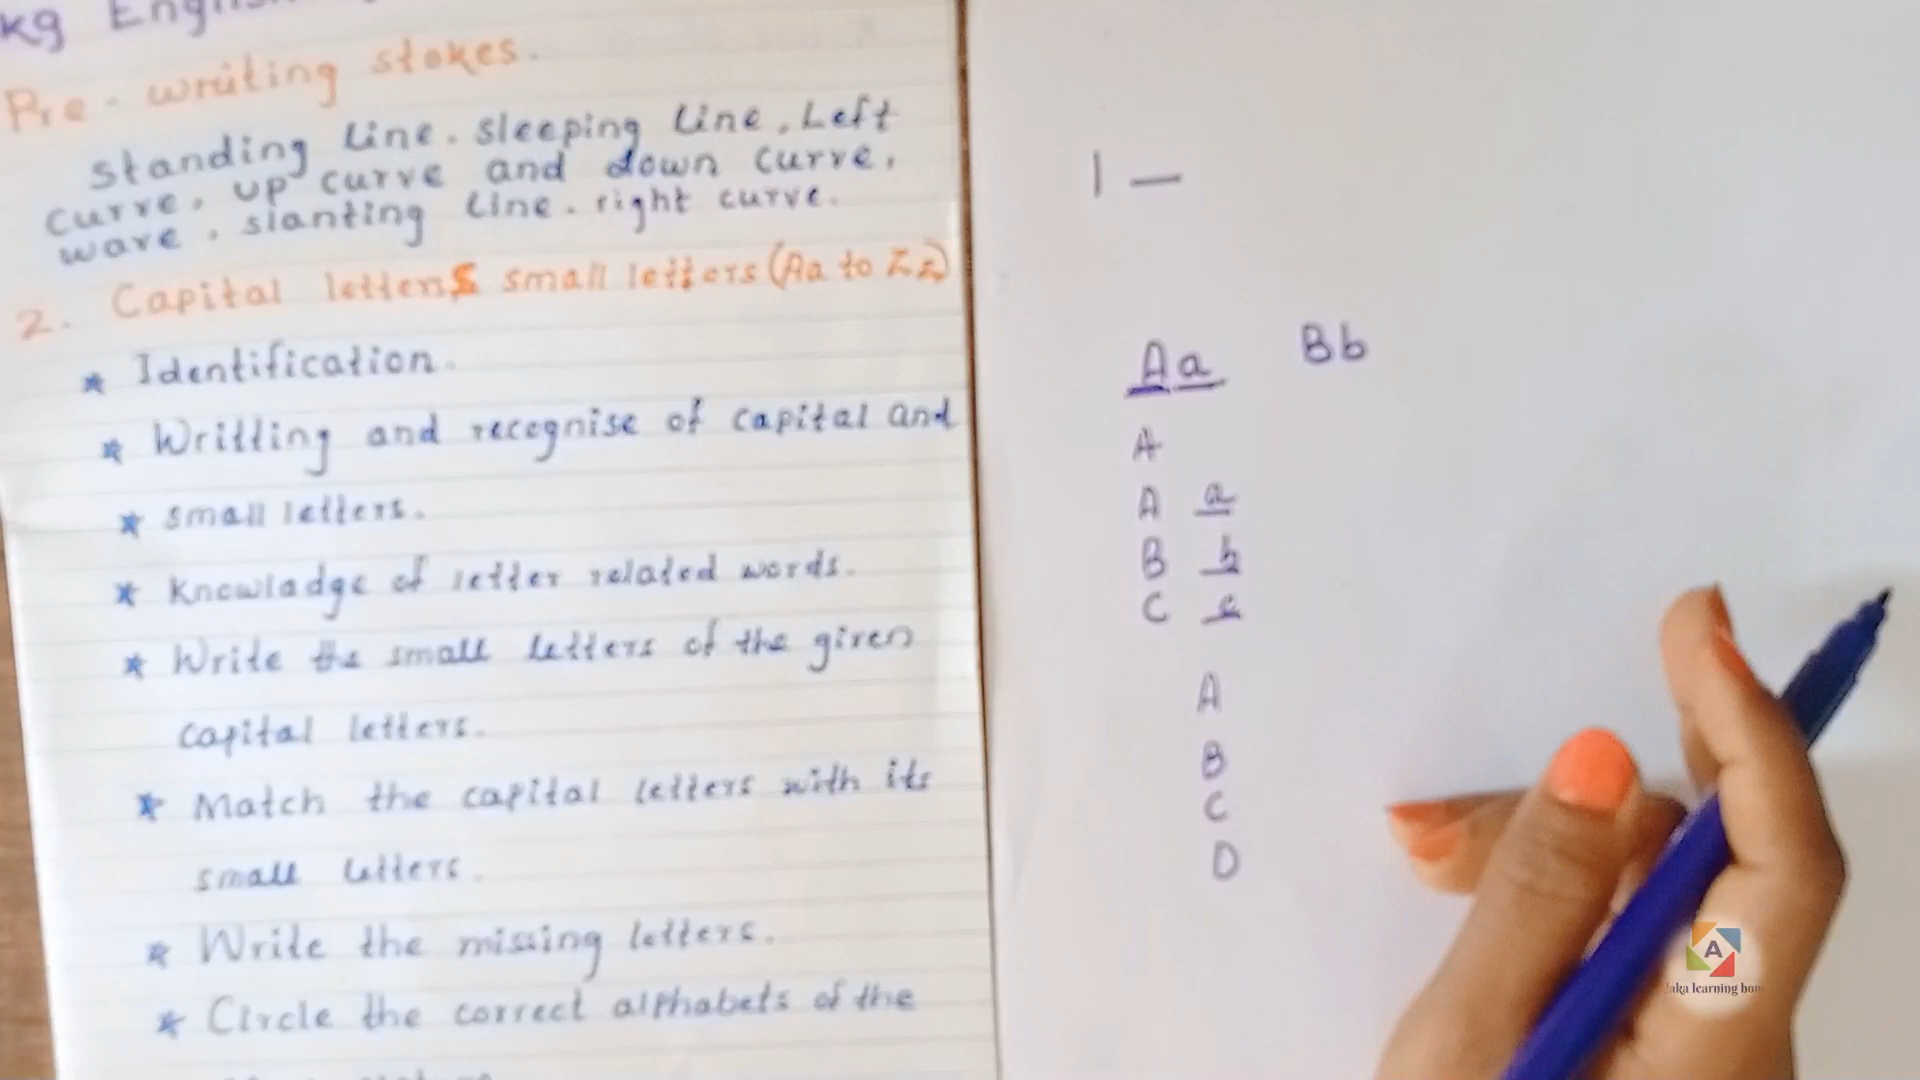 kg English
Pre-writing stokes.
standing line. sleeping line, Left
curve, up curve and down curve,
wave. slanting line. right curve.
2. Capital letters small letters (Aa to Zz)
* Identification.
* Writting and recognise of capital and
* small letters.
* Knowladge of letter related words.
* Write the small letters of the given
capital letters.
* Match the capital letters with its
small letters.
* Write the missing letters.
* Circle the correct alphabets of the
| —
Aa Bb
A
A a
B b
C c
A
B
C
D
A
learning